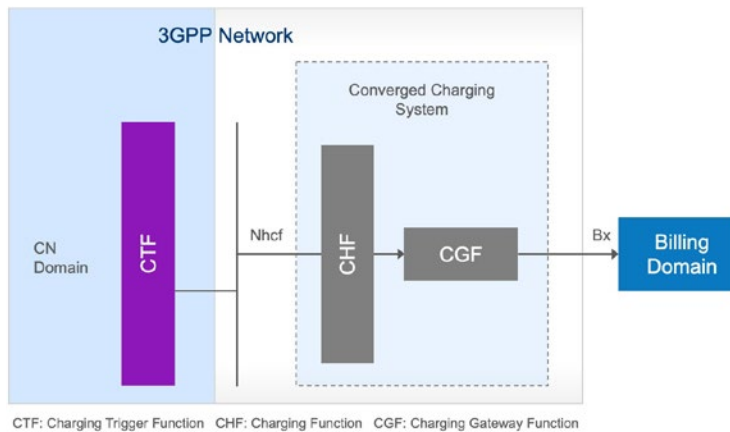 3GPP Network
Converged Charging
System
CN
Domain
CTF
Nhcf
CHF
CGF
Bx
Billing
Domain
CTF: Charging Trigger Function CHF: Charging Function CGF: Charging Gateway Function